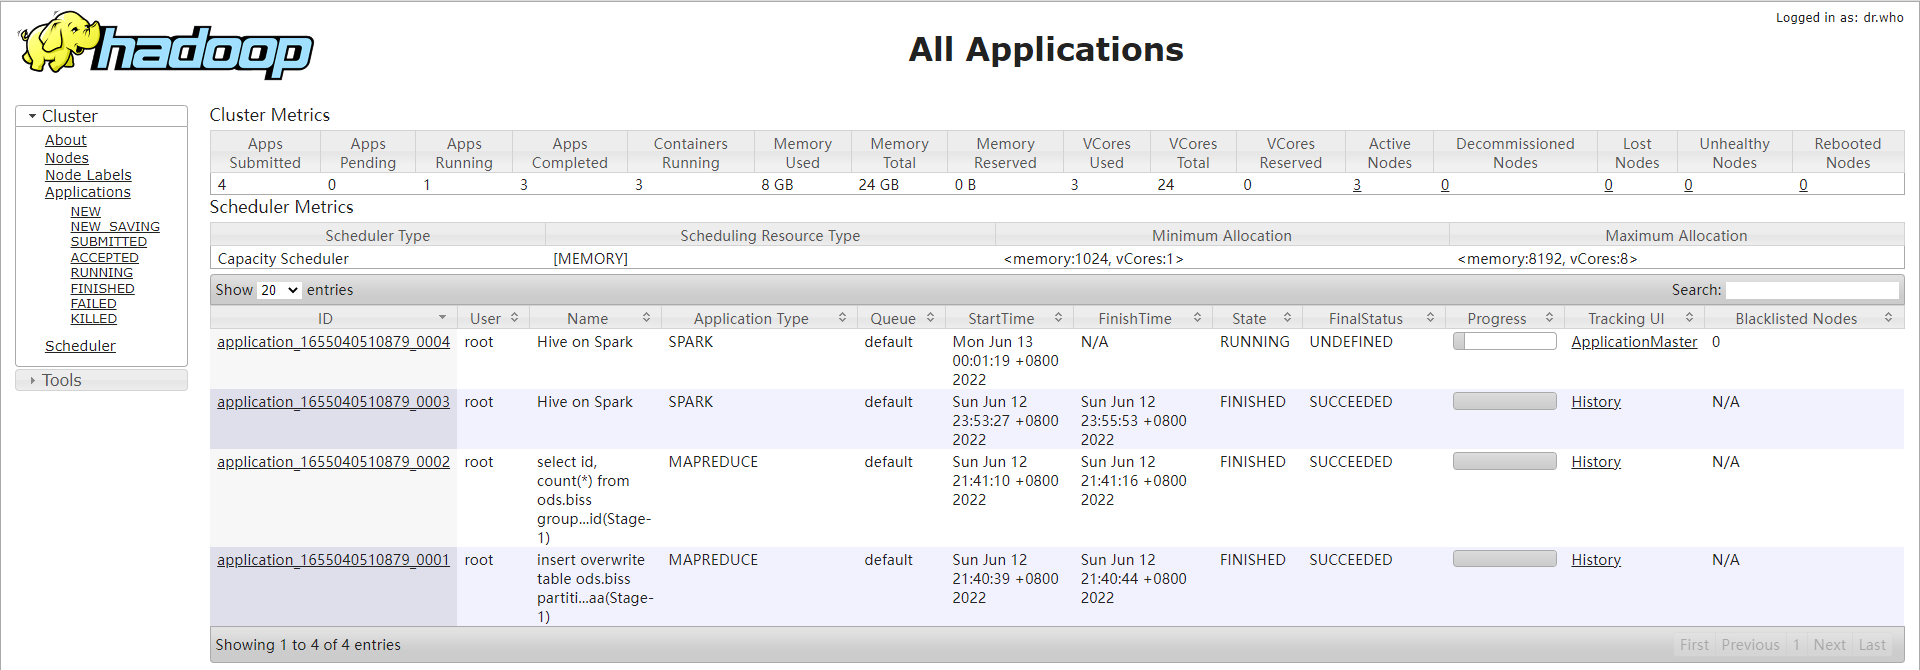 Logged in as: dr.who
hadoop
All Applications
Cluster
About
Nodes
Node Labels
Applications
NEW
NEW_SAVING
SUBMITTED
ACCEPTED
RUNNING
FINISHED
FAILED
KILLED
Scheduler
Tools
Cluster Metrics
Apps Submitted Apps Pending Apps Running Apps Completed Containers Running Memory Used Memory Total Memory Reserved VCores Used VCores Total VCores Reserved Active Nodes Decommissioned Nodes Lost Nodes Unhealthy Nodes Rebooted Nodes
4 0 1 3 3 8 GB 24 GB 0 B 3 24 0 3 0 0 0 0
Scheduler Metrics
Scheduler Type Scheduling Resource Type Minimum Allocation Maximum Allocation
Capacity Scheduler [MEMORY] <memory:1024, vCores:1> <memory:8192, vCores:8>
Show 20 entries Search:
ID User Name Application Type Queue StartTime FinishTime State FinalStatus Progress Tracking UI Blacklisted Nodes
application_1655040510879_0004 root Hive on Spark SPARK default Mon Jun 13 N/A RUNNING UNDEFINED ApplicationMaster 0
00:01:19 +0800
2022
application_1655040510879_0003 root Hive on Spark SPARK default Sun Jun 12 Sun Jun 12 FINISHED SUCCEEDED History N/A
23:53:27 +0800 23:55:53 +0800
2022 2022
application_1655040510879_0002 root select id, MAPREDUCE default Sun Jun 12 Sun Jun 12 FINISHED SUCCEEDED History N/A
count(*) from 21:41:10 +0800 21:41:16 +0800
ods.biss 2022 2022
group...id(Stage-
1)
application_1655040510879_0001 root insert overwrite MAPREDUCE default Sun Jun 12 Sun Jun 12 FINISHED SUCCEEDED History N/A
table ods.biss 21:40:39 +0800 21:40:44 +0800
partiti...aa(Stage- 2022 2022
1)
Showing 1 to 4 of 4 entries First Previous 1 Next Last